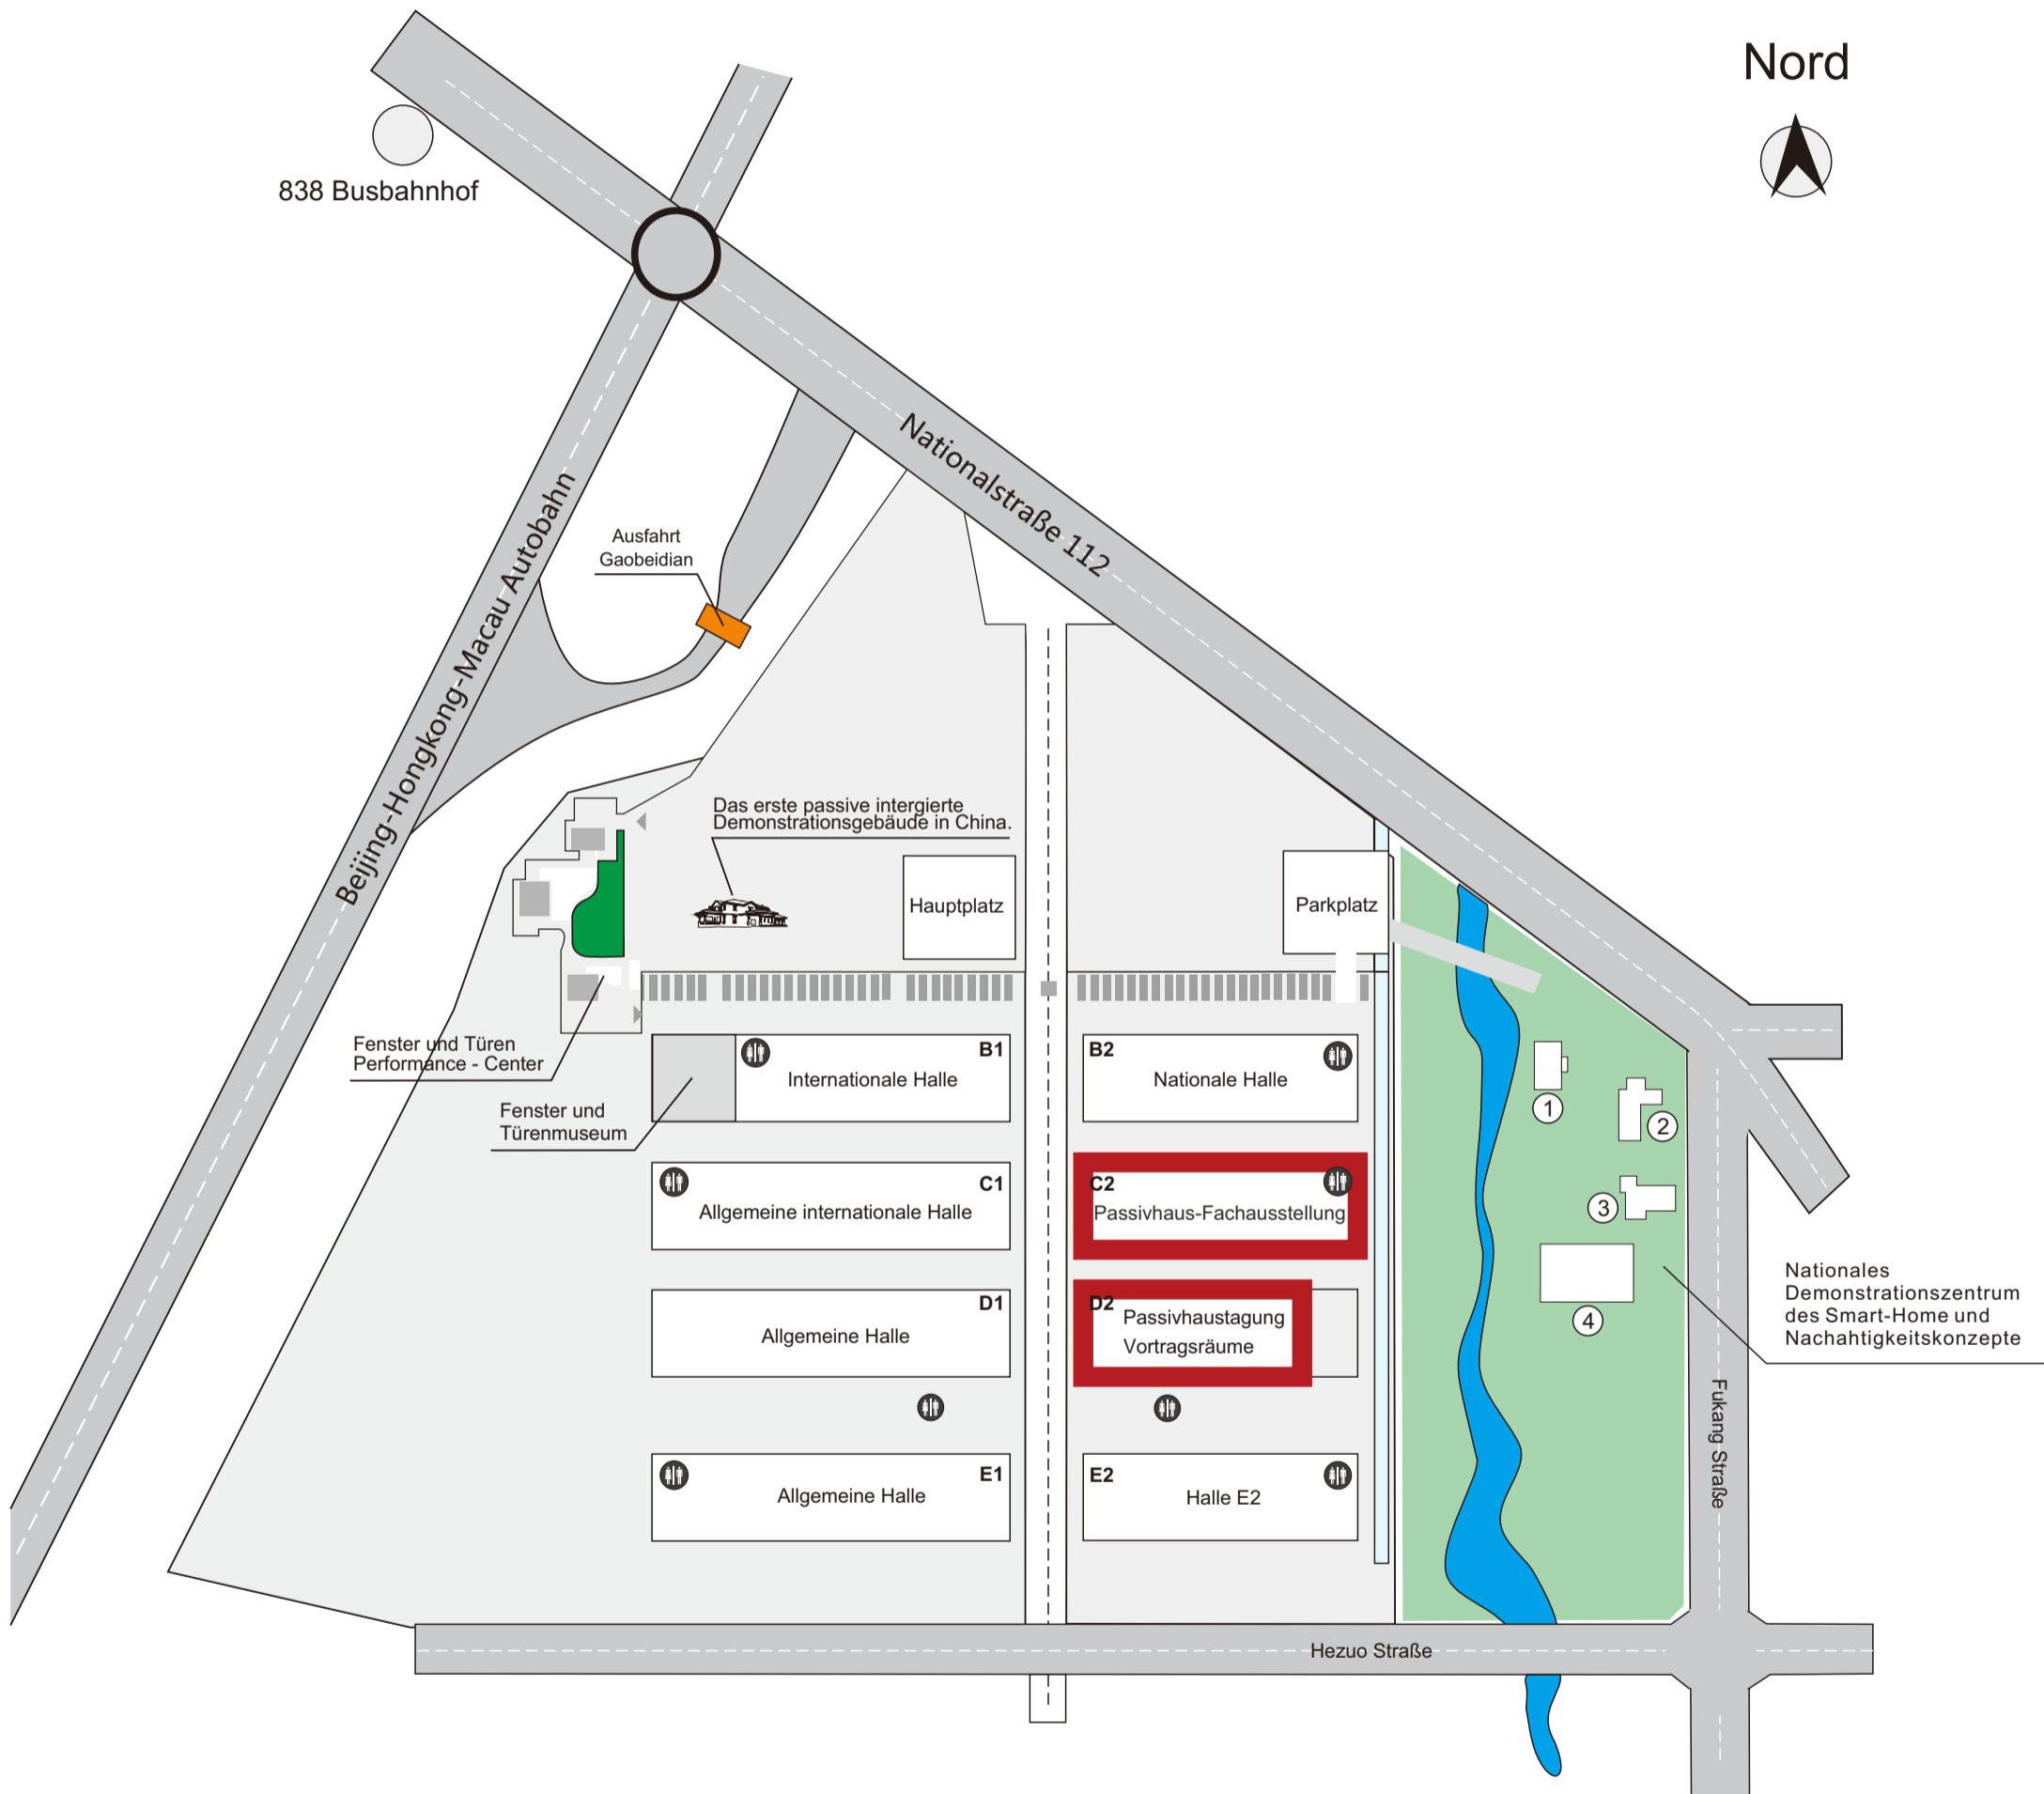 Nord
838 Busbahnhof
Nationalstraße 112
Beijing-Hongkong-Macau Autobahn
Ausfahrt
Gaobeidian
Das erste passive intergierte
Demonstrationsgebäude in China.
Hauptplatz
Parkplatz
Fenster und Türen
Performance - Center
Fenster und
Türenmuseum
B1
Internationale Halle
B2
Nationale Halle
C1
Allgemeine internationale Halle
C2
Passivhaus-Fachausstellung
D1
Allgemeine Halle
D2
Passivhaustagung
Vortragsräume
E1
Allgemeine Halle
E2
Halle E2
1
2
3
4
Nationales
Demonstrationszentrum
des Smart-Home und
Nachahtigkeitskonzepte
Fukang Straße
Hezuo Straße